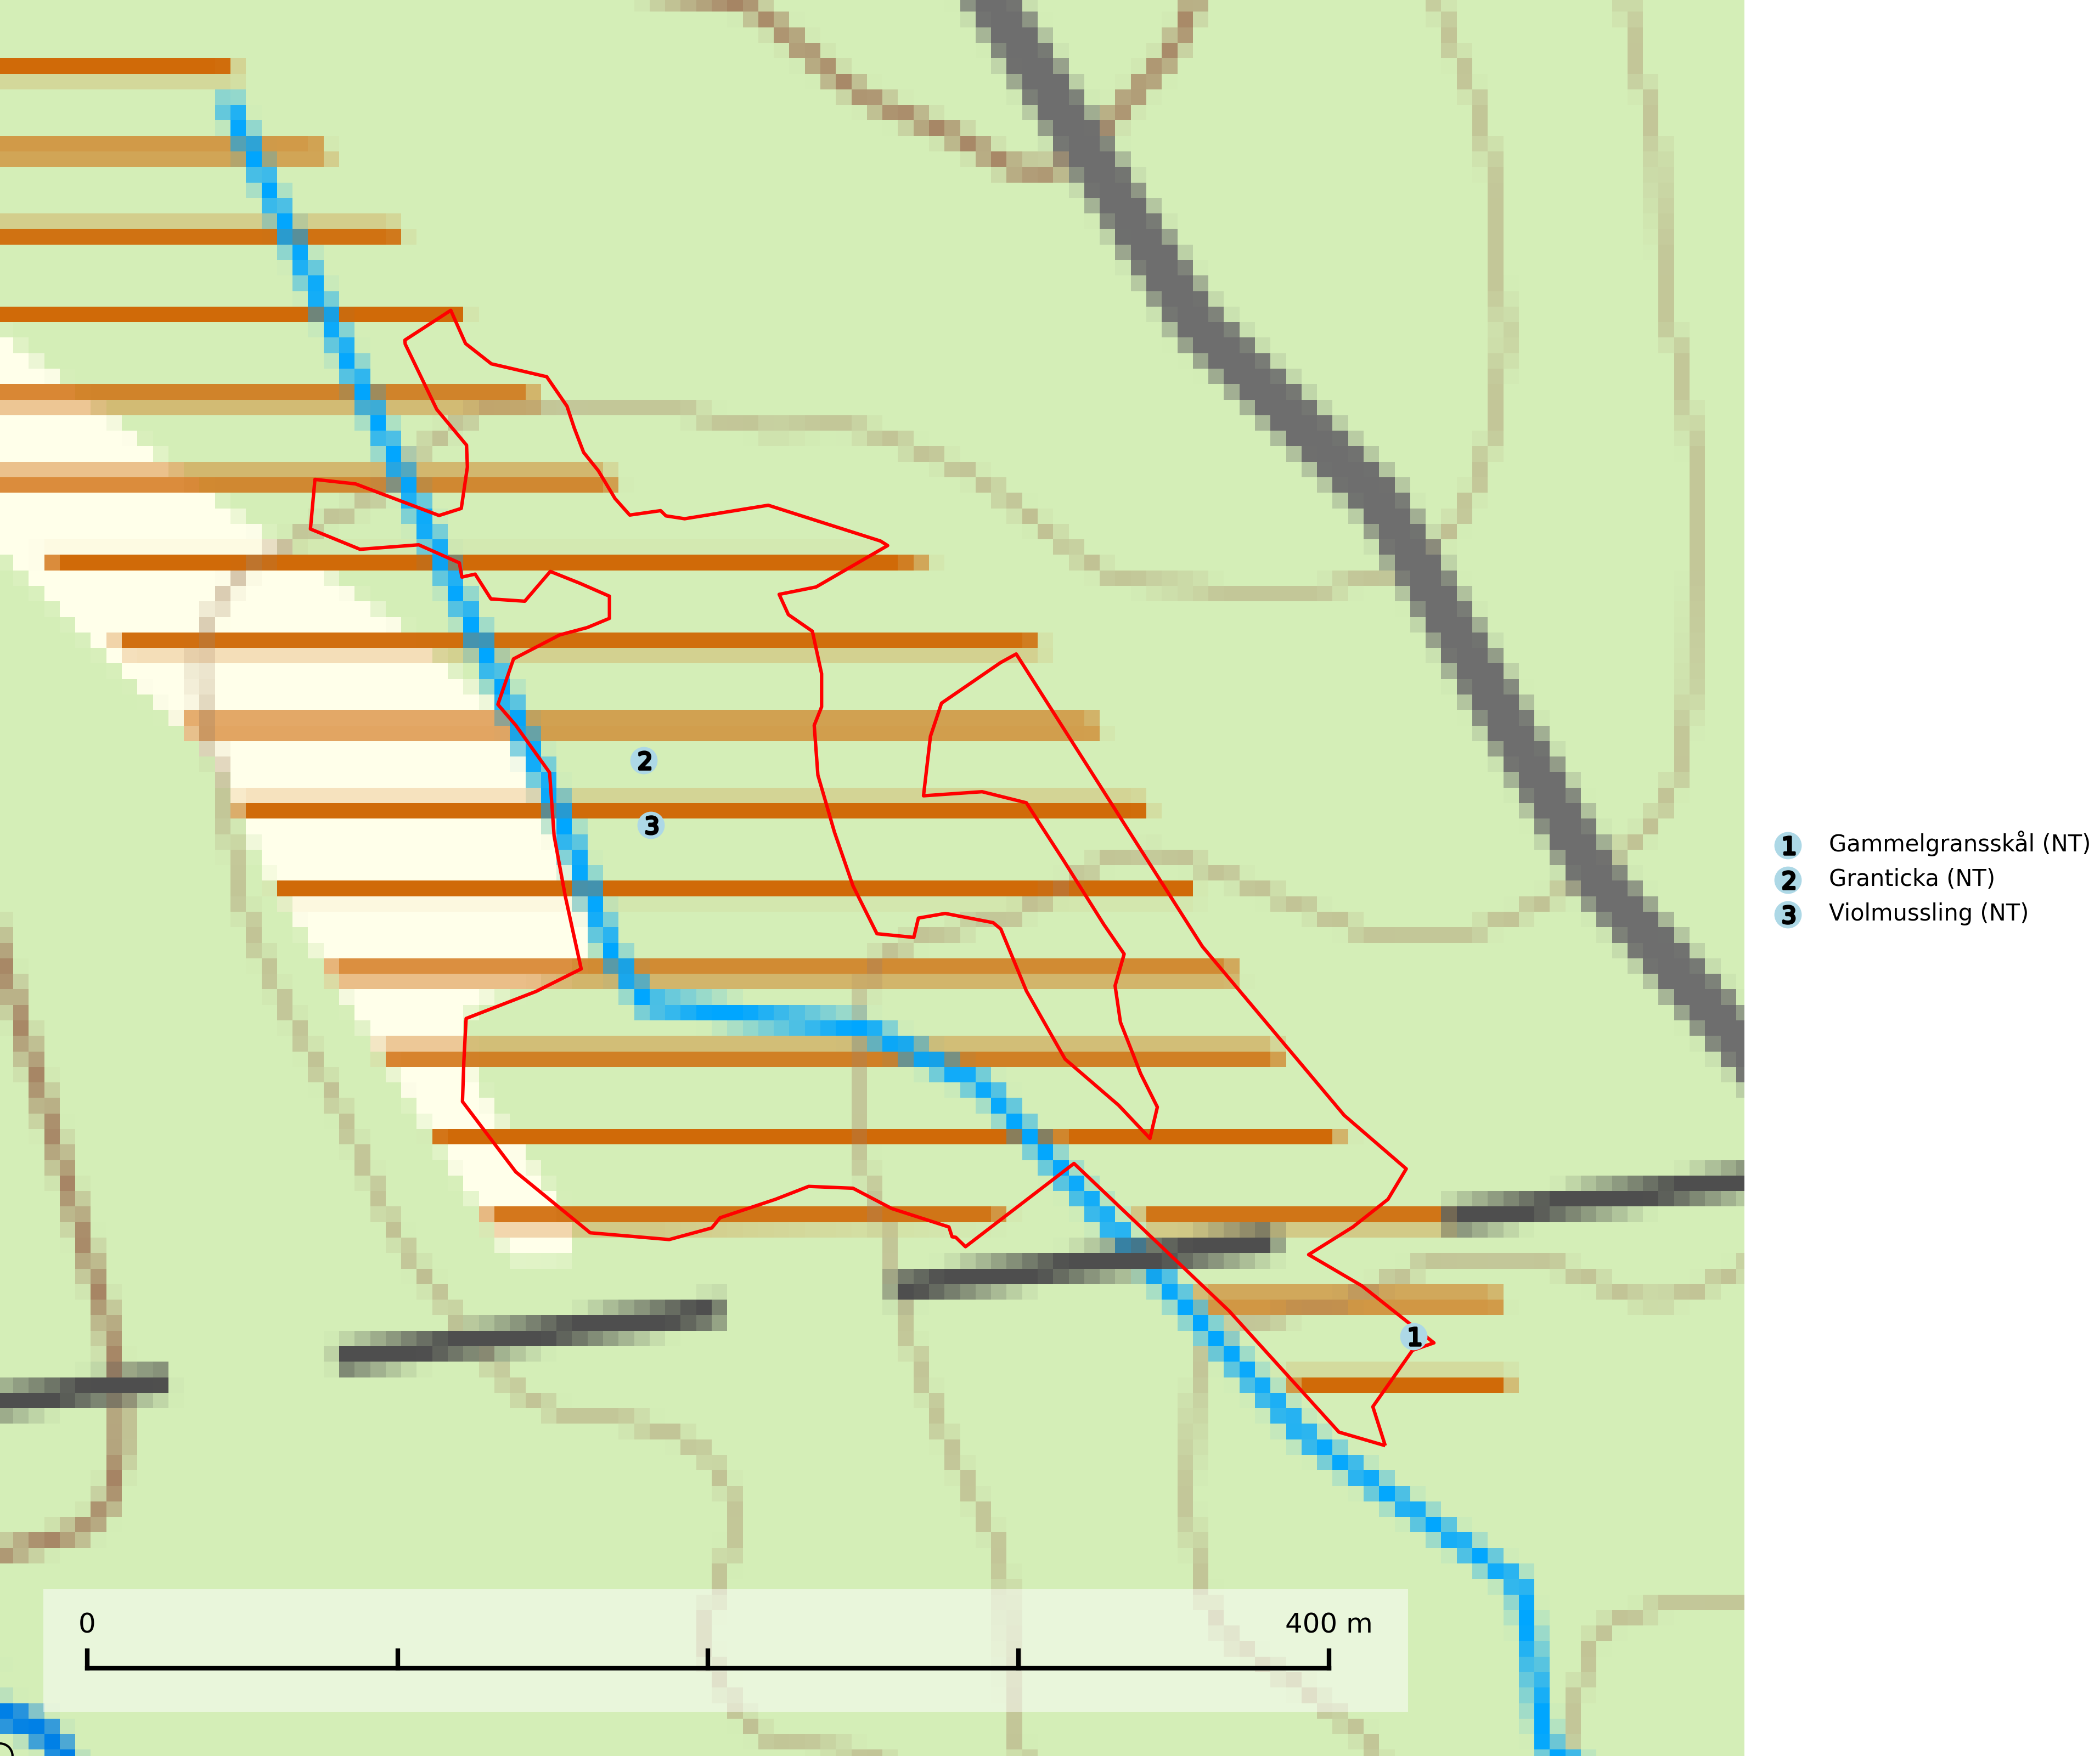 2
3
1
1 Gammelgransskål (NT)
2 Granticka (NT)
3 Violmussling (NT)
0 400 m